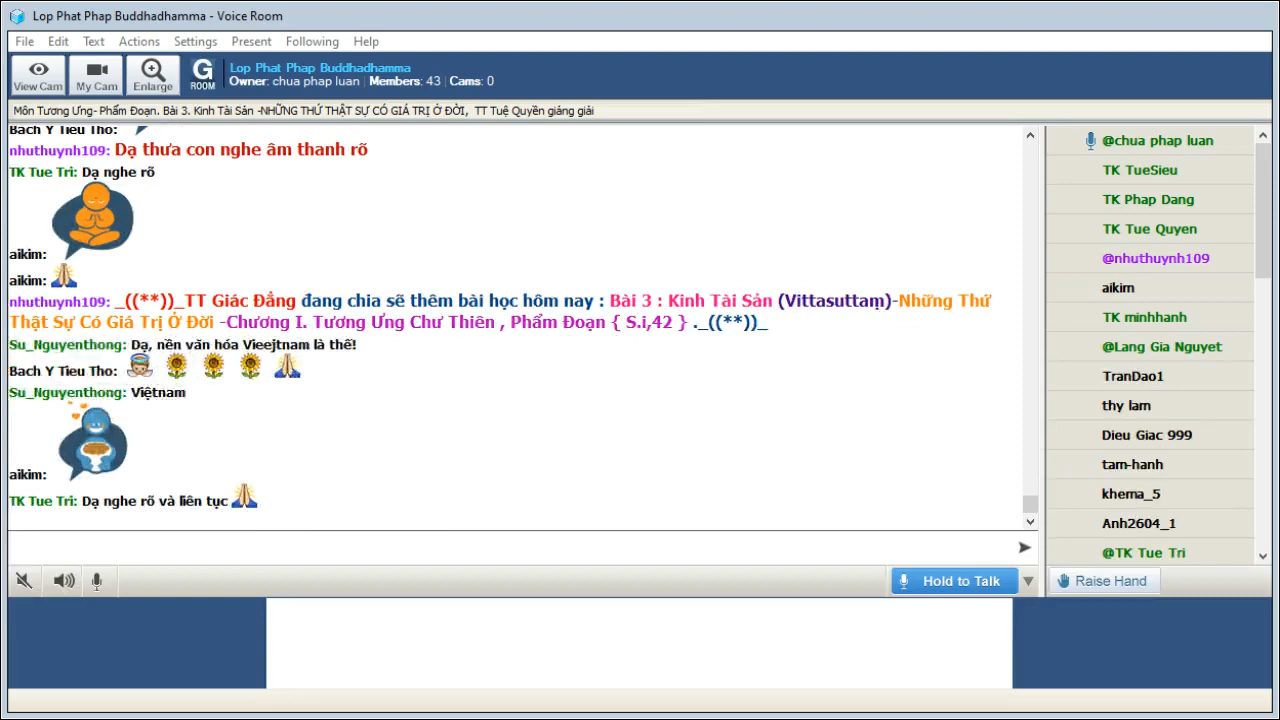 Lop Phat Phap Buddhadhamma - Voice Room
File Edit Text Actions Settings Present Following Help
View Cam My Cam Enlarge G ROOM
Lop Phat Phap Buddhadhamma
Owner: chua phap luan Members: 43 Cams: 0
Môn Tương Ưng- Phẩm Đoạn. Bài 3. Kinh Tài Sản -NHỮNG THỨ THẬT SỰ CÓ GIÁ TRỊ Ở ĐỜI, TT Tuệ Quyền giảng giải
Bach Y Tieu Tho:
nhuthuynh109: Dạ thưa con nghe âm thanh rõ
TK Tue Tri: Dạ nghe rõ
aikim:
aikim:
nhuthuynh109: _((**))_TT Giác Đẳng đang chia sẽ thêm bài học hôm nay : Bài 3 : Kinh Tài Sản (Vittasuttaṃ)-Những Thứ
Thật Sự Có Giá Trị Ở Đời -Chương I. Tương Ưng Chư Thiên , Phẩm Đoạn { S.i,42 } ._((**))_
Su_Nguyenthong: Dạ, nền văn hóa Vieejtnam là thế!
Bach Y Tieu Tho:
Su_Nguyenthong: Việtnam
aikim:
TK Tue Tri: Dạ nghe rõ và liên tục
@chua phap luan
TK TueSieu
TK Phap Dang
TK Tue Quyen
@nhuthuynh109
aikim
TK minhhanh
@Lang Gia Nguyet
TranDao1
thy lam
Dieu Giac 999
tam-hanh
khema_5
Anh2604_1
@TK Tue Tri
Hold to Talk
Raise Hand